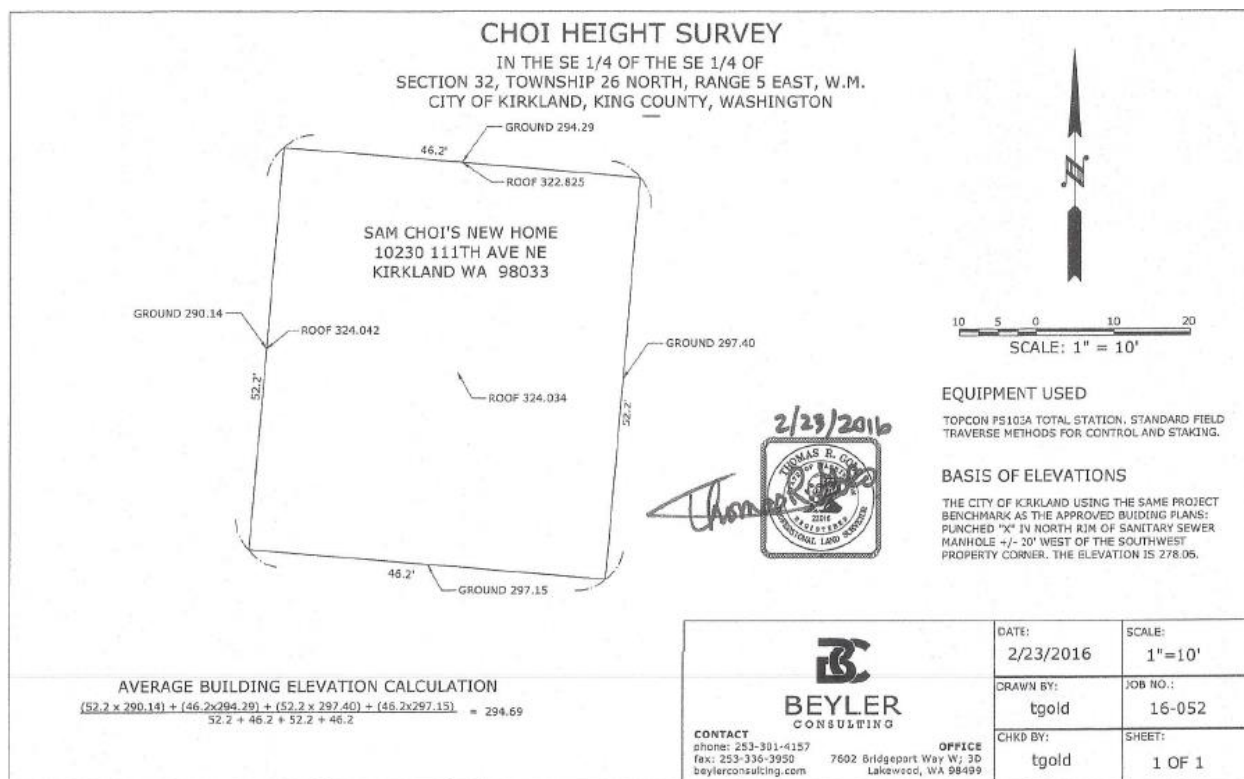 CHOI HEIGHT SURVEY
IN THE SE 1/4 OF THE SE 1/4 OF
SECTION 32, TOWNSHIP 26 NORTH, RANGE 5 EAST, W.M.
CITY OF KIRKLAND, KING COUNTY, WASHINGTON
GROUND 294.29
46.2'
ROOF 322.825
SAM CHOI'S NEW HOME
10230 111TH AVE NE
KIRKLAND WA 98033
GROUND 290.14
ROOF 324.042
GROUND 297.40
ROOF 324.034
52.2'
52.2'
46.2'
GROUND 297.15
N
10 5 0 10 20
SCALE: 1" = 10'
EQUIPMENT USED
TOPCON PS103A TOTAL STATION. STANDARD FIELD
TRAVERSE METHODS FOR CONTROL AND STAKING.
BASIS OF ELEVATIONS
THE CITY OF KIRKLAND USING THE SAME PROJECT
BENCHMARK AS THE APPROVED BUIDING PLANS:
PUNCHED "X" IN NORTH RIM OF SANITARY SEWER
MANHOLE +/- 20' WEST OF THE SOUTHWEST
PROPERTY CORNER. THE ELEVATION IS 278.05.
2/23/2016
THOMAS R.
REGISTERED
PROFESSIONAL LAND SURVEYOR
Thomas R.
AVERAGE BUILDING ELEVATION CALCULATION
(52.2 x 290.14) + (46.2x294.29) + (52.2 x 297.40) + (46.2x297.15)
52.2 + 46.2 + 52.2 + 46.2
= 294.69
BC
BEYLER
CONSULTING
CONTACT
phone: 253-301-4157
fax: 253-336-3950
beylerconsulting.com
OFFICE
7602 Bridgeport Way W; 3D
Lakewood, WA 98499
DATE:
2/23/2016
SCALE:
1"=10'
DRAWN BY:
tgold
JOB NO.:
16-052
CHKD BY:
tgold
SHEET:
1 OF 1